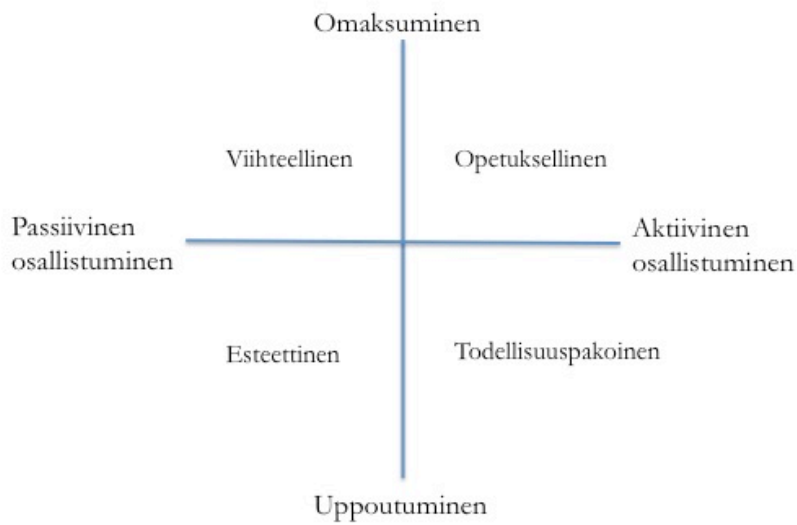 Omaksuminen
Viihteellinen
Opetuksellinen
Passiivinen
osallistuminen
Aktiivinen
osallistuminen
Esteettinen
Todellisuuspakoinen
Uppoutuminen